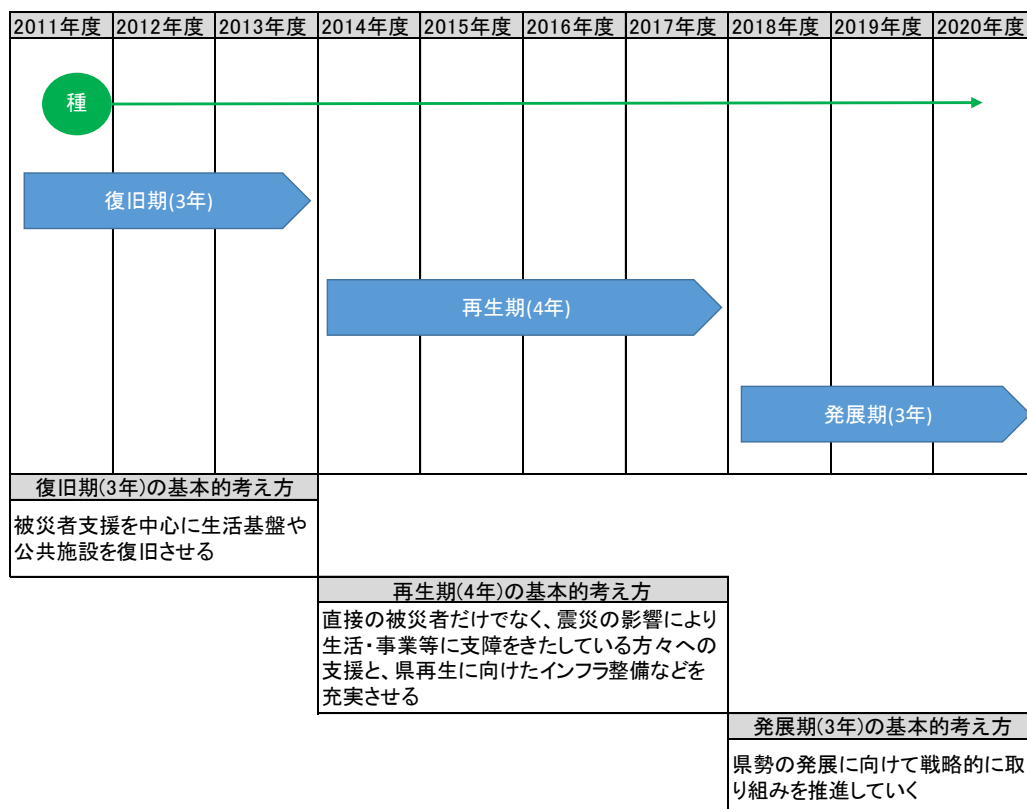 2011年度 2012年度 2013年度 2014年度 2015年度 2016年度 2017年度 2018年度 2019年度 2020年度
種
復旧期(3年)
再生期(4年)
発展期(3年)
復旧期(3年)の基本的考え方
被災者支援を中心に生活基盤や
公共施設を復旧させる
再生期(4年)の基本的考え方
直接の被災者だけでなく、震災の影響により
生活・事業等に支障をきたしている方々への
支援と、県再生に向けたインフラ整備などを
充実させる
発展期(3年)の基本的考え方
県勢の発展に向けて戦略的に取
り組みを推進していく